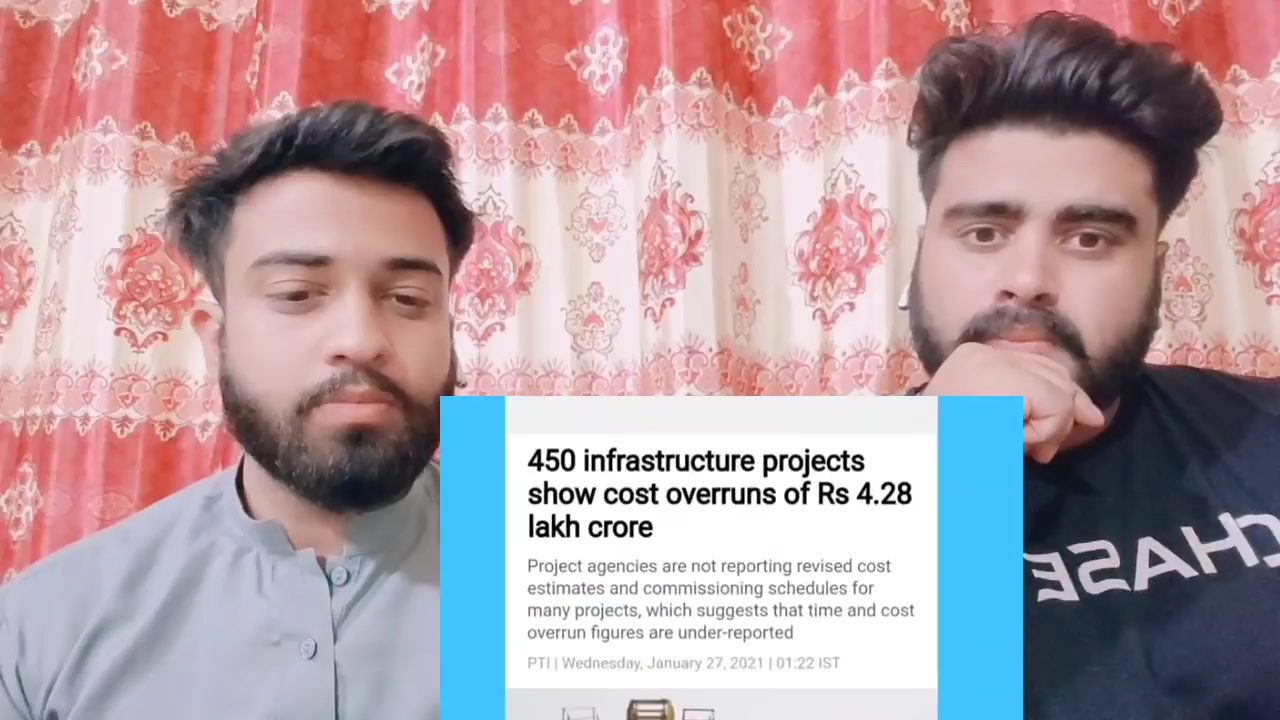 450 infrastructure projects
show cost overruns of Rs 4.28
lakh crore
Project agencies are not reporting revised cost
estimates and commissioning schedules for
many projects, which suggests that time and cost
overrun figures are under-reported
PTI | Wednesday, January 27, 2021 | 01:22 IST
CHASE